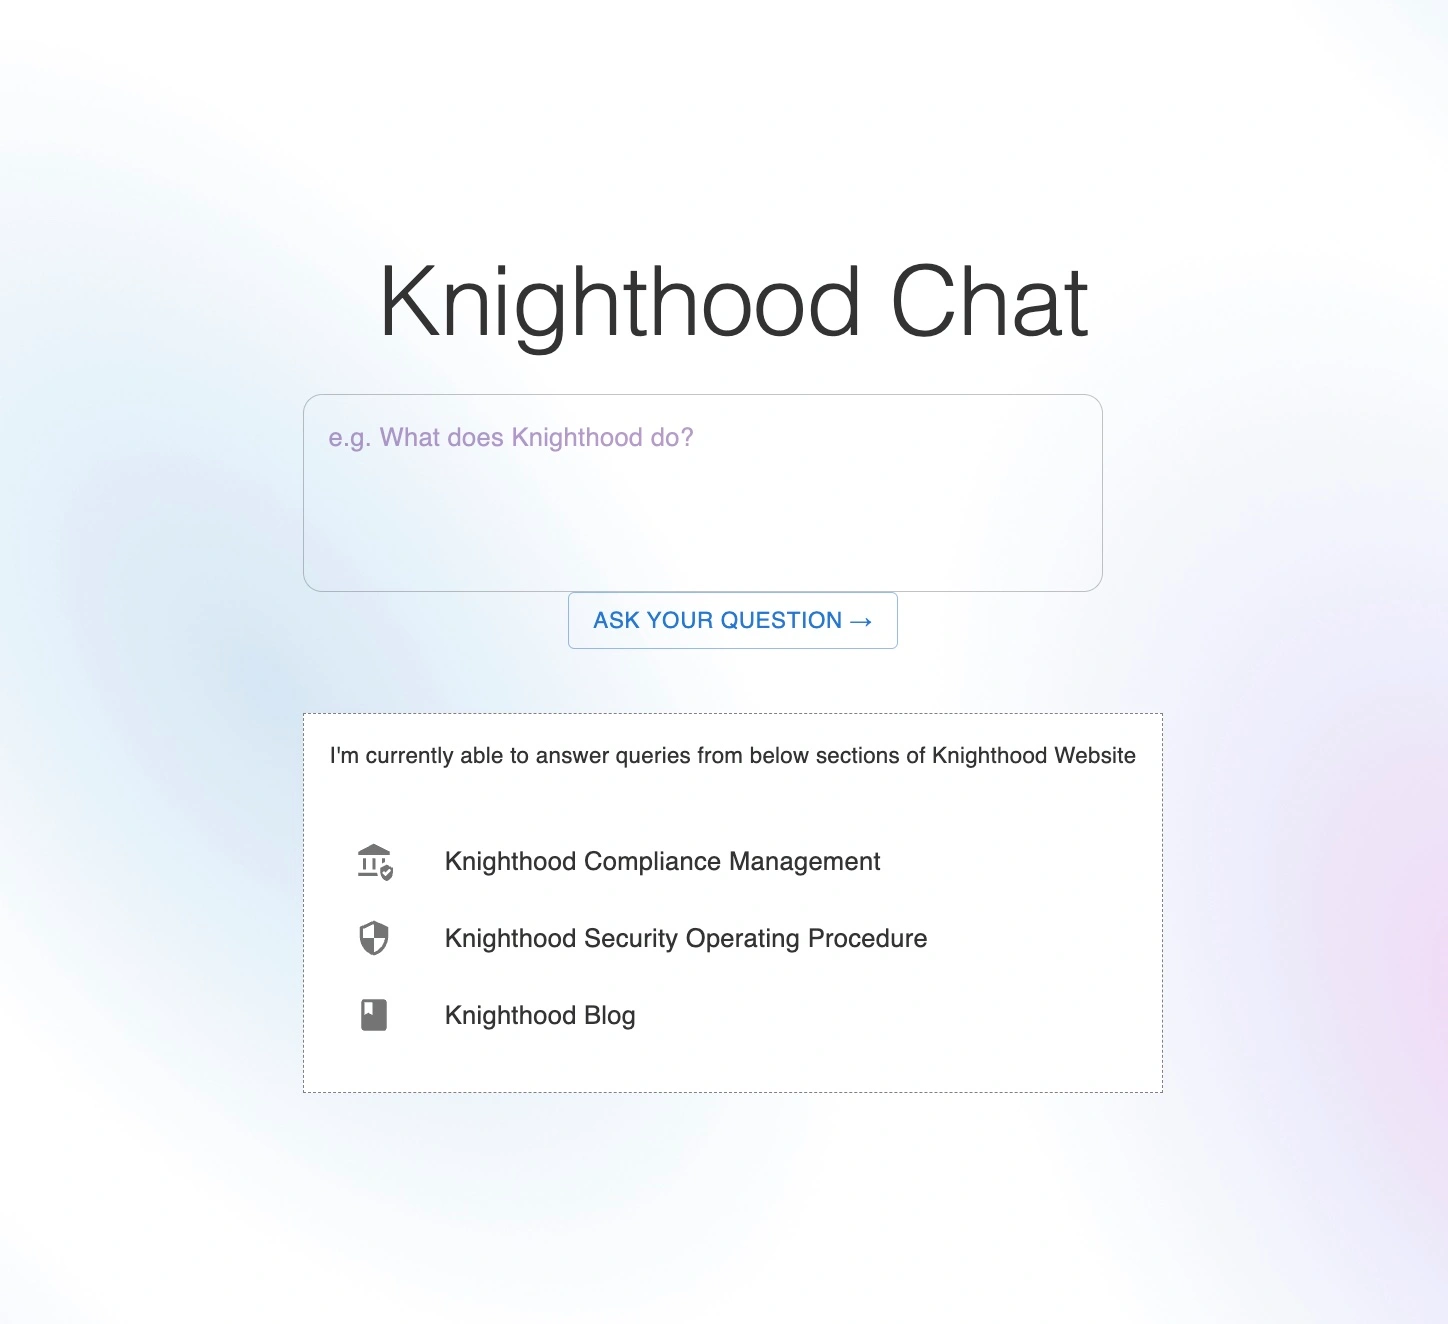 Knighthood Chat
e.g. What does Knighthood do?
ASK YOUR QUESTION →
I'm currently able to answer queries from below sections of Knighthood Website
Knighthood Compliance Management
Knighthood Security Operating Procedure
Knighthood Blog